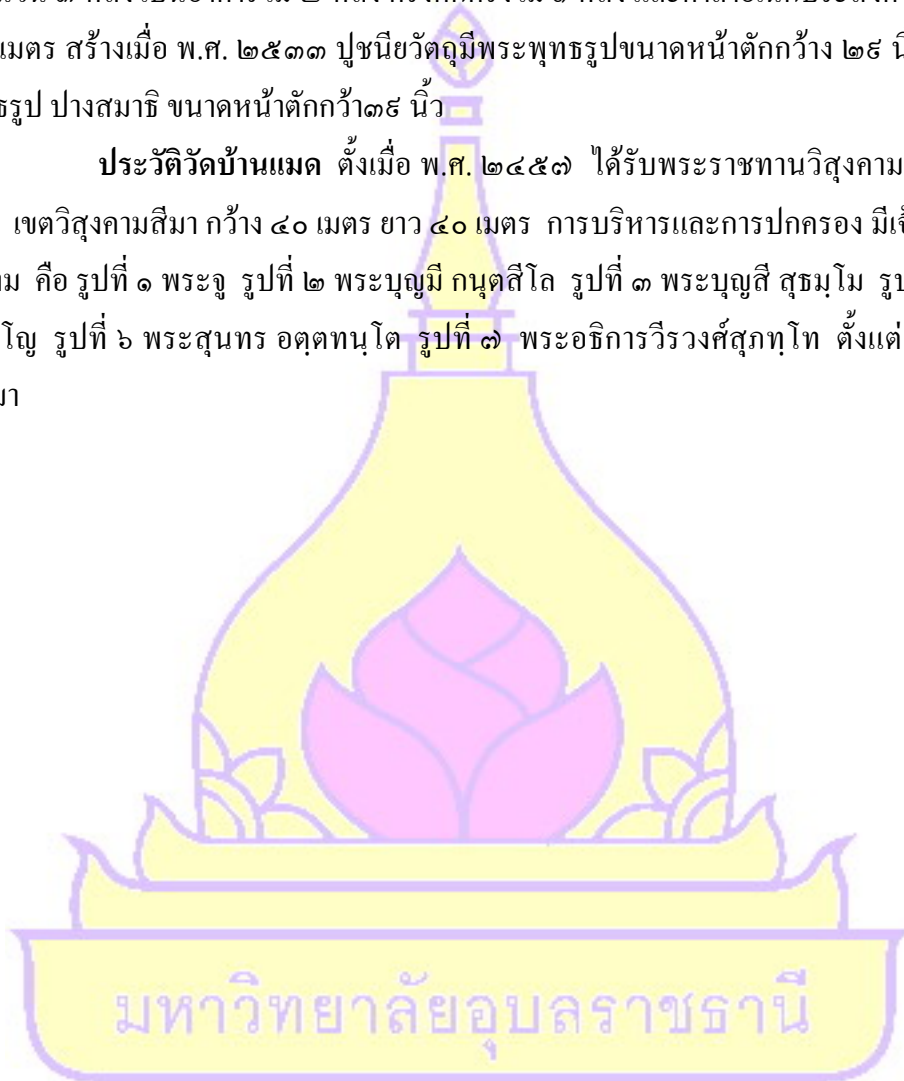 เมตร สร้างเมื่อ พ.ศ. ๒๕๓๓ ปูชนียวัตถุมีพระพุทธรูปขนาดหน้าตักกว้าง ๒๙
ธรูป ปางสมาธิ ขนาดหน้าตักกว้า๓๙ นิ้ว
ประวัติวัดบ้านแมด ตั้งเมื่อ พ.ศ. ๒๔๕๗ ได้รับพระราชทานวิสุงคาม
เขตวิสุงคามสีมา กว้าง ๔๐ เมตร ยาว ๔๐ เมตร การบริหารและการปกครอง มีเจ้
าม คือ รูปที่ ๑ พระจู รูปที่ ๒ พระบุญมี กนฺตสีโล รูปที่ ๓ พระบุญสี สุธมฺโม รูป
โญ รูปที่ ๖ พระสุนทร อตฺตทนฺโต รูปที่ ๗ พระอธิการวีรวงศ์สุภทฺโท ตั้งแต่
มา
มหาวิทยาลัยอุบลราชธานี